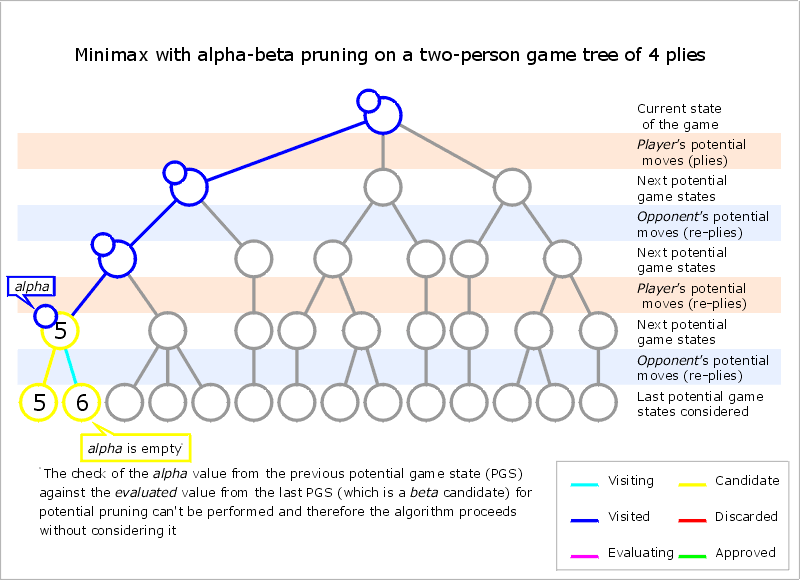 Minimax with alpha-beta pruning on a two-person game tree of 4 plies
Current state
of the game
Player's potential
moves (plies)
Next potential
game states
Opponent's potential
moves (re-plies)
Next potential
game states
alpha
Player's potential
moves (re-plies)
5
Next potential
game states
Opponent's potential
moves (re-plies)
5 6
Last potential game
states considered
alpha is empty
The check of the alpha value from the previous potential game state (PGS)
against the evaluated value from the last PGS (which is a beta candidate) for
potential pruning can't be performed and therefore the algorithm proceeds
without considering it
Visiting Candidate
Visited Discarded
Evaluating Approved